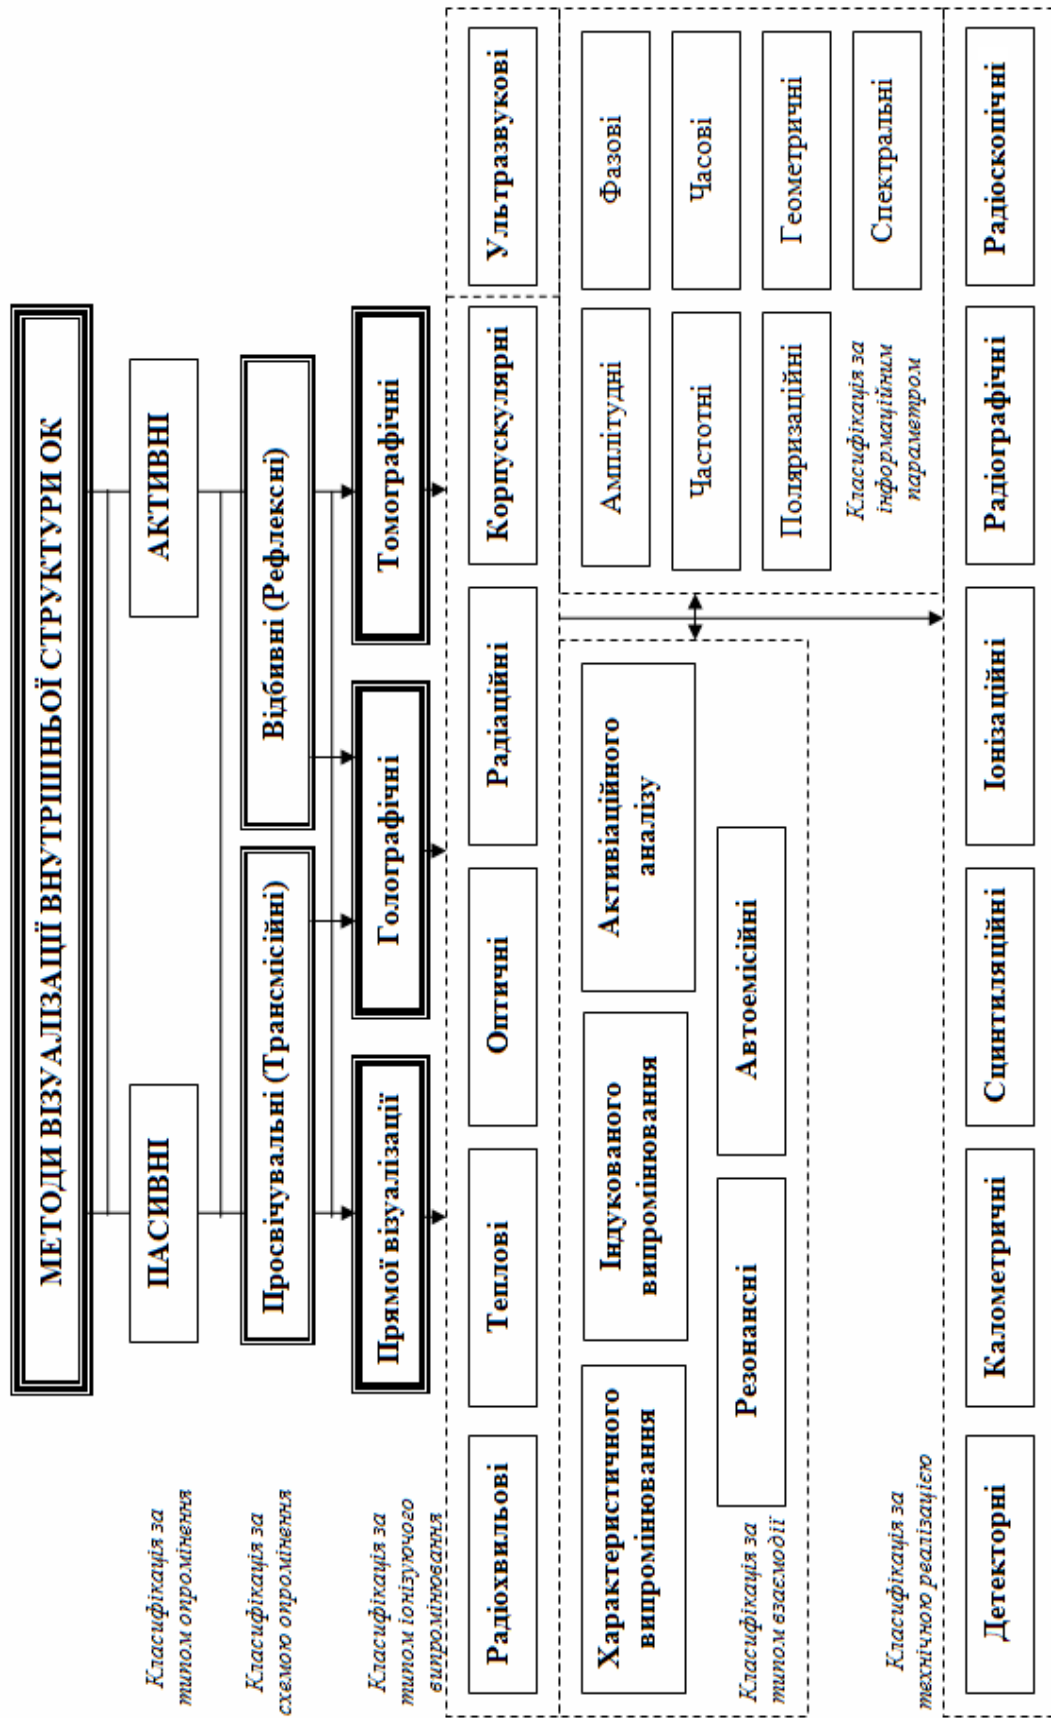 МЕТОДИ ВІЗУАЛІЗАЦІЇ ВНУТРІШНЬОЇ СТРУКТУРИ ОК
Класифікація за
типом опромінення
ПАСИВНІ
АКТИВНІ
Класифікація за
схемою опромінення
Просвічувальні (Трансмісійні)
Відбивні (Рефлексні)
Класифікація за
типом іонізуючого
випромінювання
Прямої візуалізації
Голографічні
Томографічні
Радіохвильові
Теплові
Оптичні
Радіаційні
Корпускулярні
Ультразвукові
Характеристичного
випромінювання
Індукованого
випромінювання
Активіаційного
аналізу
Класифікація за
типом взаємодії
Резонансні
Автоемісійні
Амплітудні
Фазові
Частотні
Часові
Поляризаційні
Геометричні
Класифікація за
інформаційним
параметром
Спектральні
Класифікація за
технічною реалізацією
Детекторні
Калометричні
Сцинтиляційні
Іонізаційні
Радіографічні
Радіоскопічні